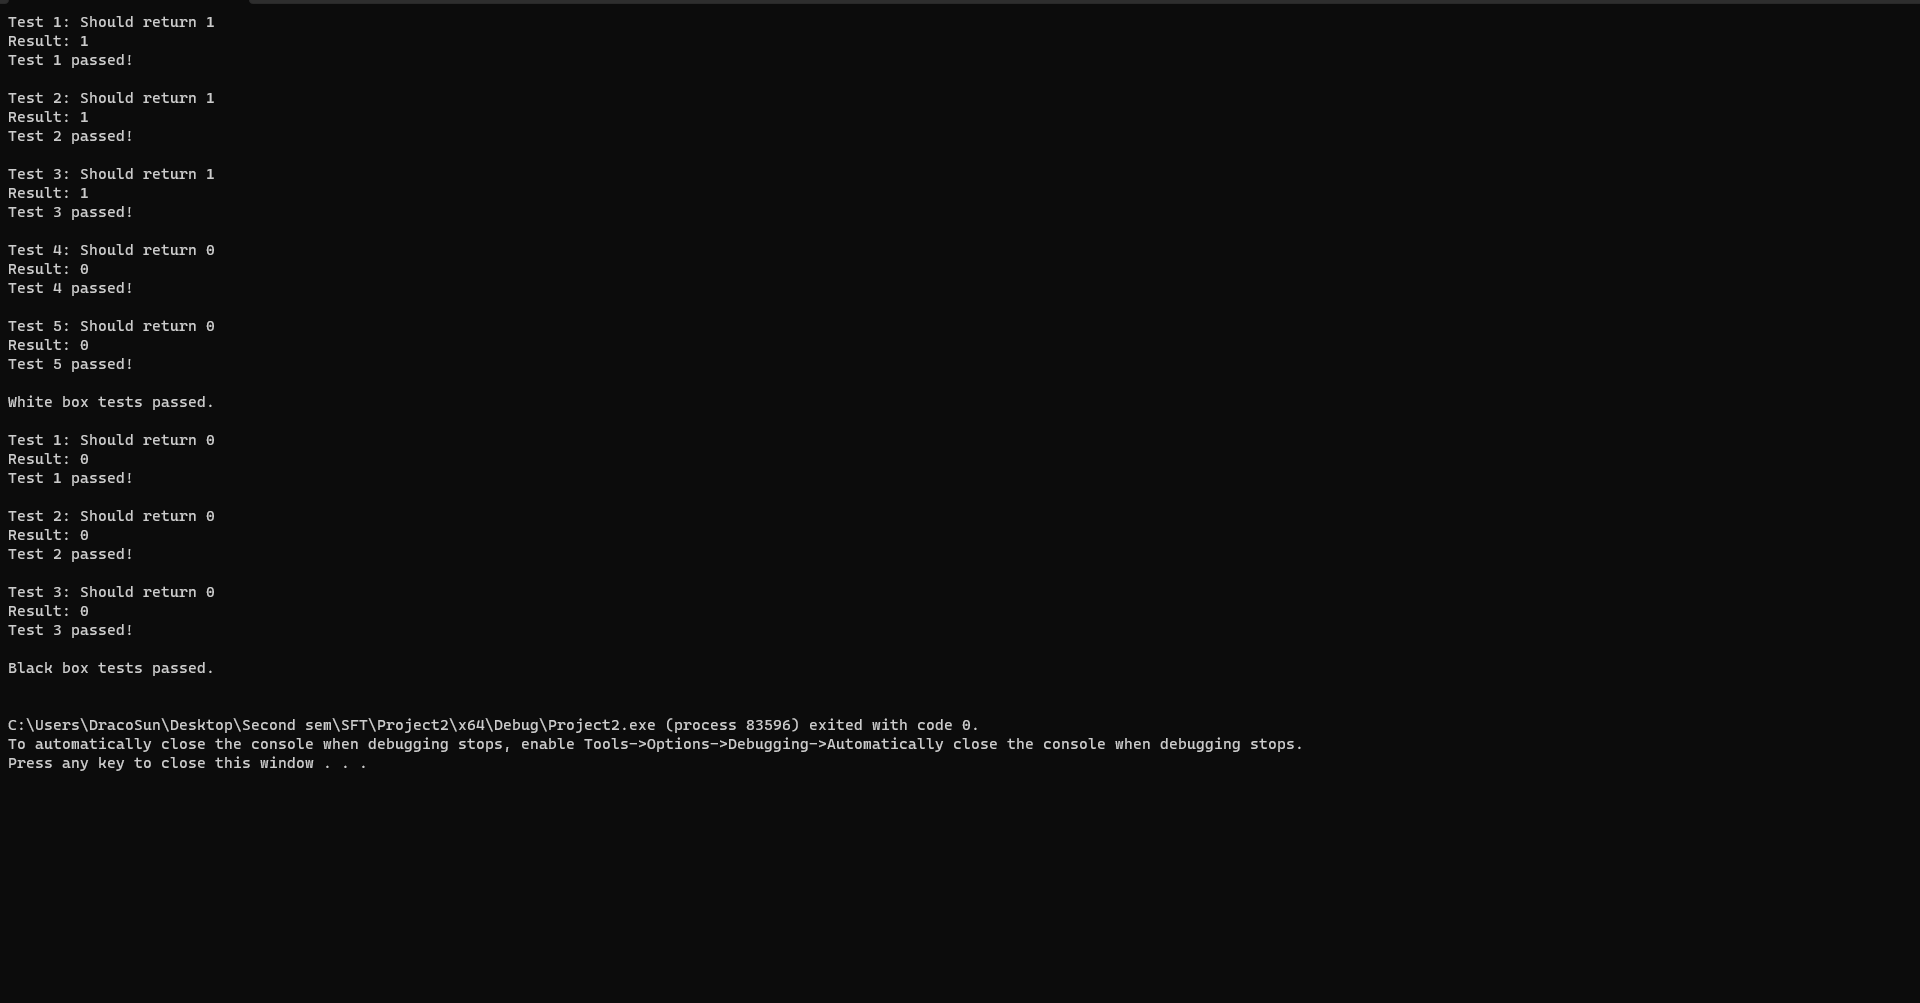 Test 1: Should return 1
Result: 1
Test 1 passed!
Test 2: Should return 1
Result: 1
Test 2 passed!
Test 3: Should return 1
Result: 1
Test 3 passed!
Test 4: Should return 0
Result: 0
Test 4 passed!
Test 5: Should return 0
Result: 0
Test 5 passed!
White box tests passed.
Test 1: Should return 0
Result: 0
Test 1 passed!
Test 2: Should return 0
Result: 0
Test 2 passed!
Test 3: Should return 0
Result: 0
Test 3 passed!
Black box tests passed.
C:\Users\DracoSun\Desktop\Second sem\SFT\Project2\x64\Debug\Project2.exe (process 83596) exited with code 0.
To automatically close the console when debugging stops, enable Tools->Options->Debugging->Automatically close the console when debugging stops.
Press any key to close this window . . .